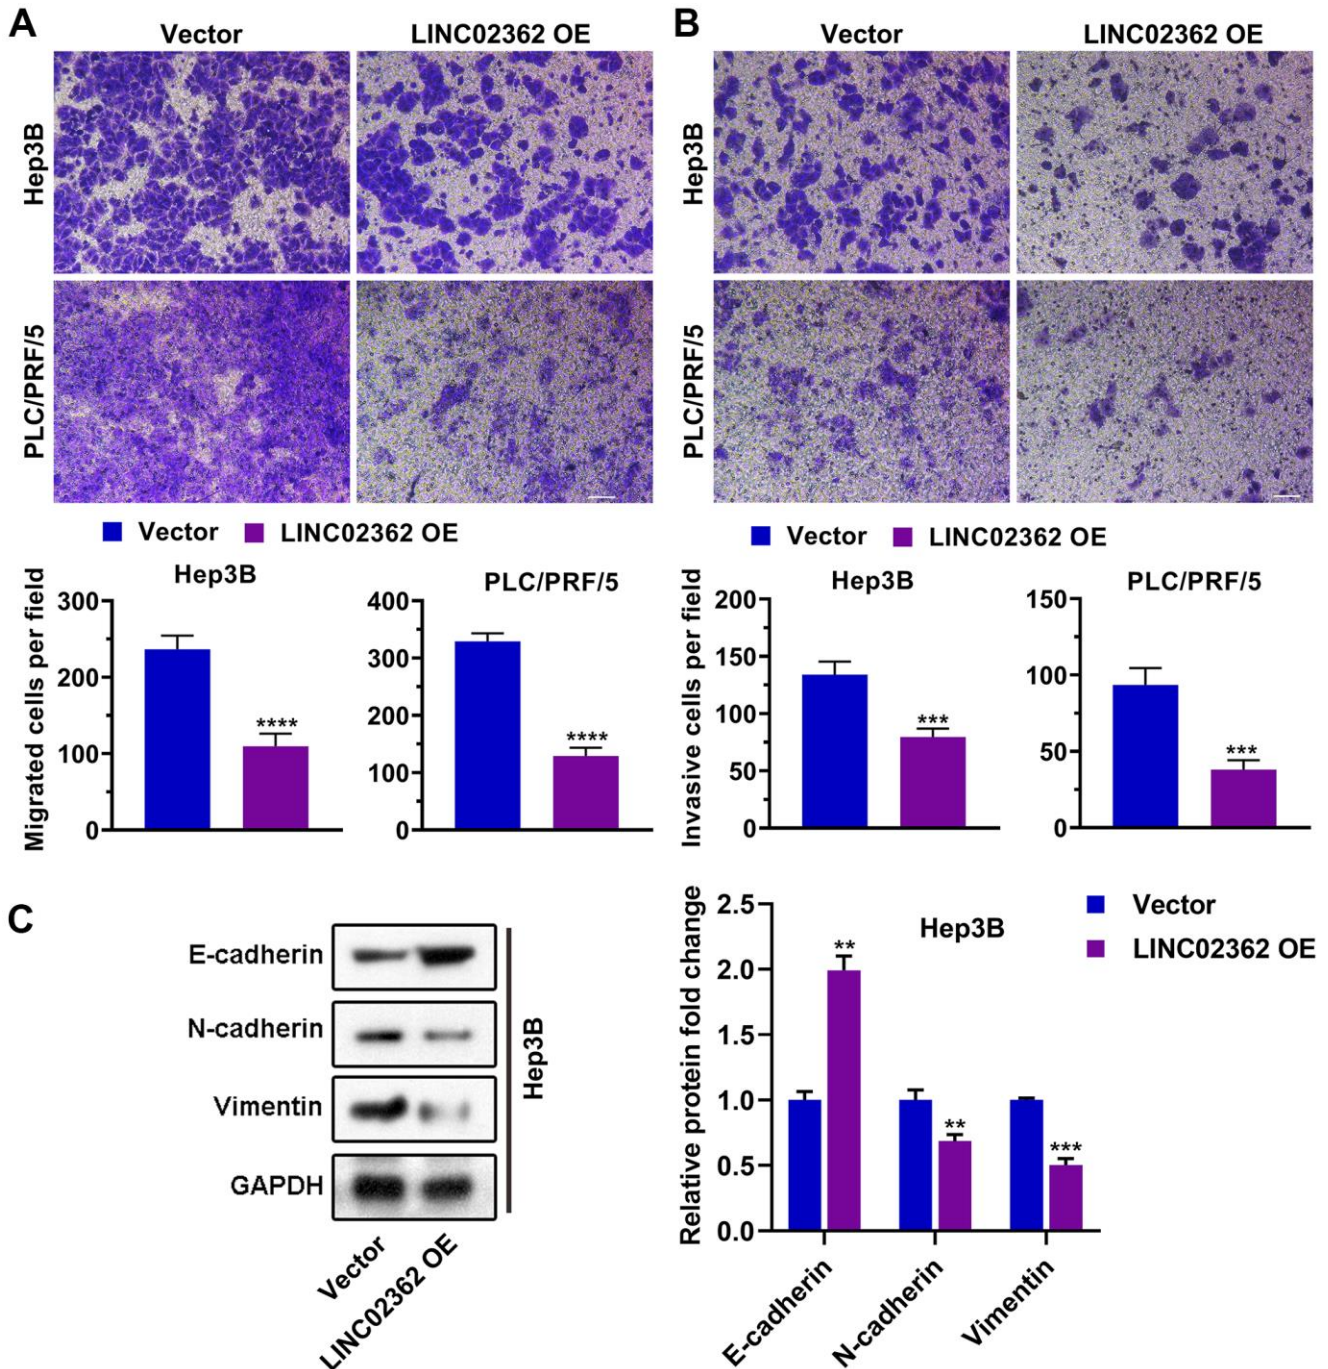 A
Vector
LINC02362 OE
Hep3B
PLC/PRF/5
Vector
LINC02362 OE
Hep3B
Migrated cells per field
300
200
100
0
****
PLC/PRF/5
400
300
200
100
0
****
B
Vector
LINC02362 OE
Hep3B
PLC/PRF/5
Vector
LINC02362 OE
Hep3B
Invasive cells per field
200
150
100
50
0
***
PLC/PRF/5
150
100
50
0
***
C
E-cadherin
N-cadherin
Vimentin
GAPDH
Hep3B
Vector
LINC02362 OE
Relative protein fold change
2.5
2.0
1.5
1.0
0.5
0.0
Hep3B
Vector
LINC02362 OE
**
**
***
E-cadherin
N-cadherin
Vimentin